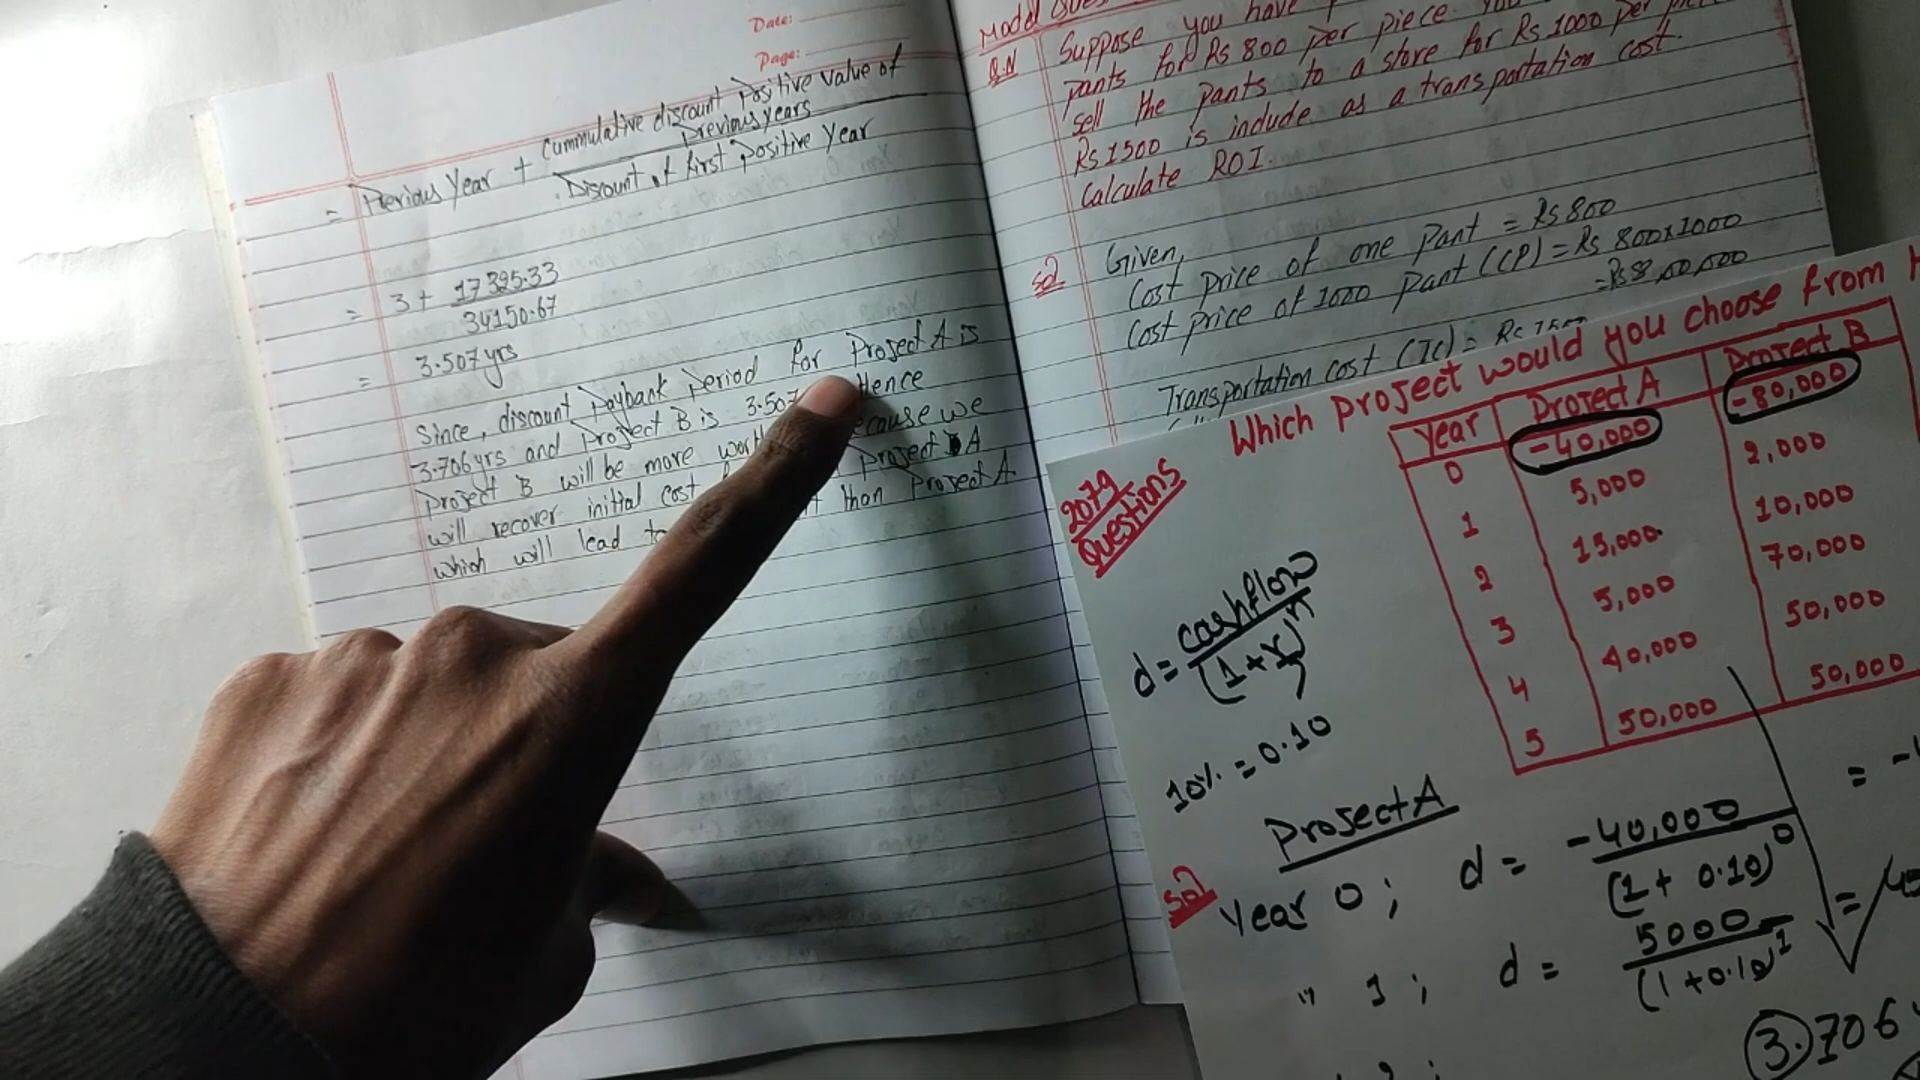 Date:
Page:
= Previous Year + Cummulative discount Positive value of
Previous years
Discount of first Positive Year
= 3 + 17325.33
34150.67
= 3.507 yrs
Since, discount Payback Period for Project A is
3.706 yrs and Project B is 3.507 Hence
Project B will be more because we
will recover initial cost Project A
which will lead than Project A
Q.N Suppose you have
pants for Rs 800 per piece.
sell the pants to a store for Rs 1000 per
Rs 1500 is include as a transportation cost.
Calculate ROI.
Given,
Cost price of one Pant = Rs 800
Cost price of 1000 Pant (CP) = Rs 800x1000
= Rs 8,00,000
Transportation cost (TC) =
2079
Questions
Which project would you choose from
Year Project A Project B
0 -40,000 -80,000
1 5,000 2,000
2 15,000 10,000
3 5,000 70,000
4 40,000 50,000
5 50,000 50,000
d = cashflow
(1+r)^n
10% = 0.10
Project A
Year 0 ; d = -40,000
(1 + 0.10)^0
" 1 ; d = 5000
(1+0.10)^1
3.706